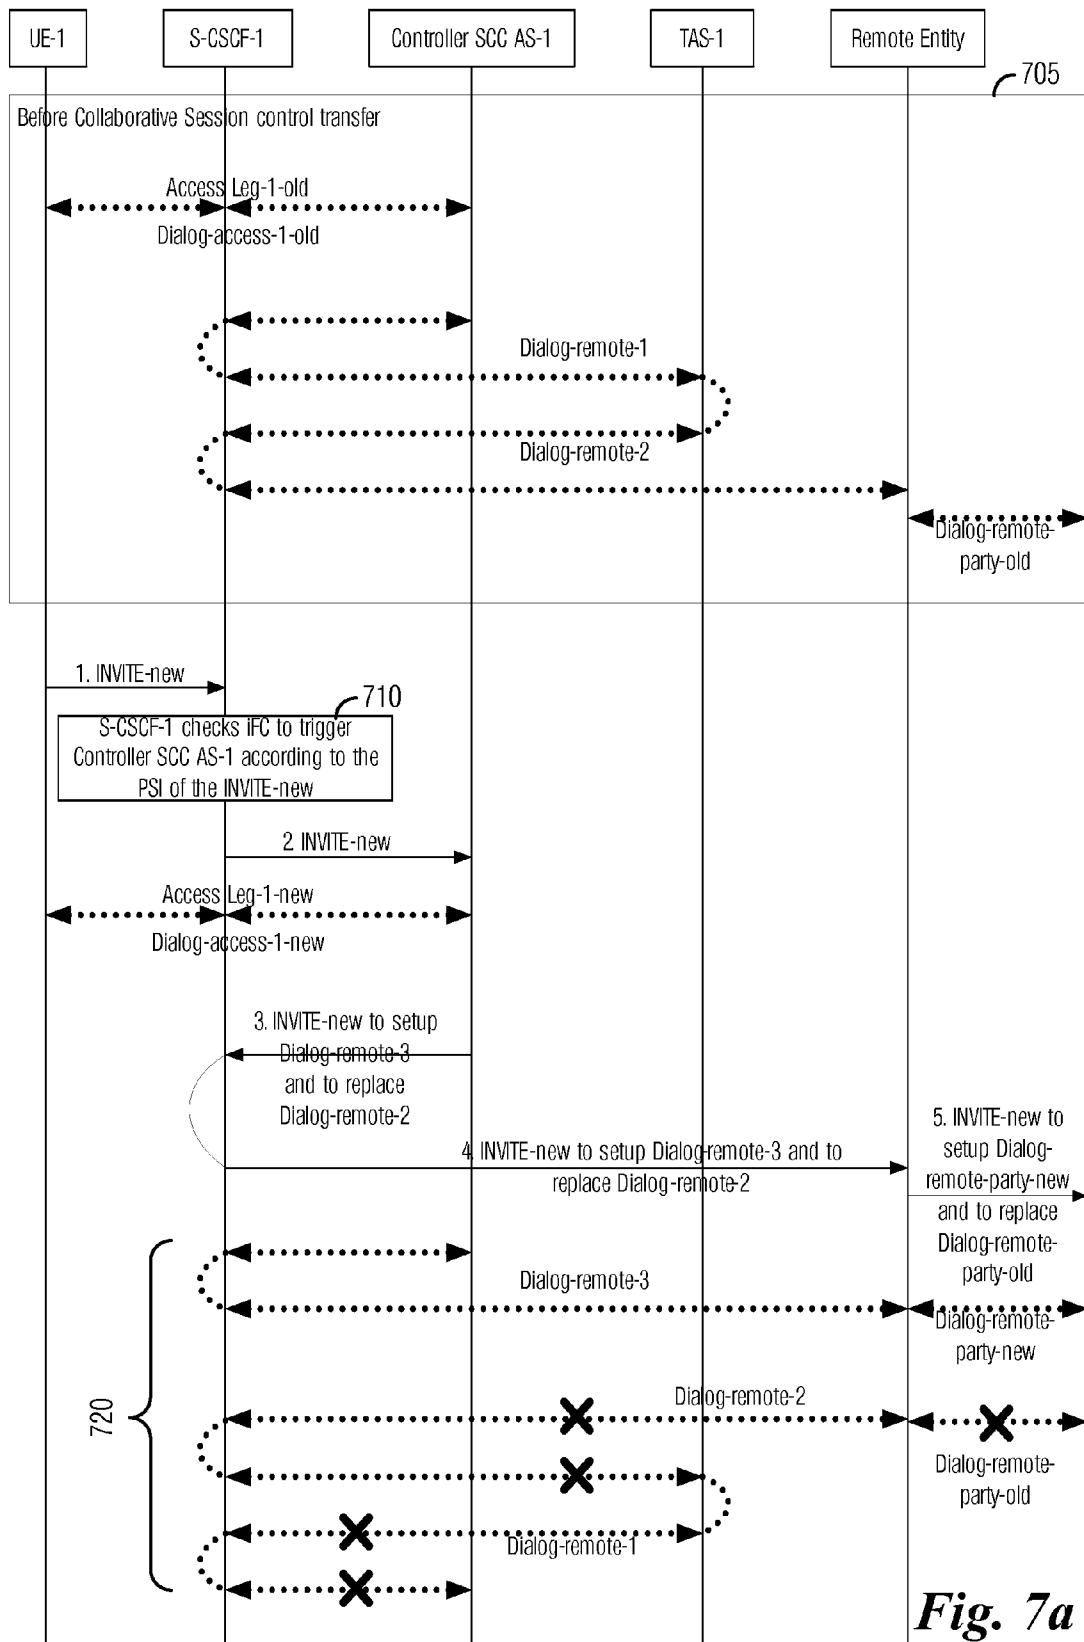 UE-1
S-CSCF-1
Controller SCC AS-1
TAS-1
Remote Entity
705
Before Collaborative Session control transfer
Access Leg-1-old
Dialog-access-1-old
Dialog-remote-1
Dialog-remote-2
Dialog-remote-
party-old
1. INVITE-new
710
S-CSCF-1 checks iFC to trigger
Controller SCC AS-1 according to the
PSI of the INVITE-new
2. INVITE-new
Access Leg-1-new
Dialog-access-1-new
3. INVITE-new to setup
Dialog-remote-3
and to replace
Dialog-remote-2
4. INVITE-new to setup Dialog-remote-3 and to
replace Dialog-remote-2
5. INVITE-new to
setup Dialog-
remote-party-new
and to replace
Dialog-remote-
party-old
Dialog-remote-3
Dialog-remote-
party-new
720
Dialog-remote-2
Dialog-remote-
party-old
Dialog-remote-1
Fig. 7a